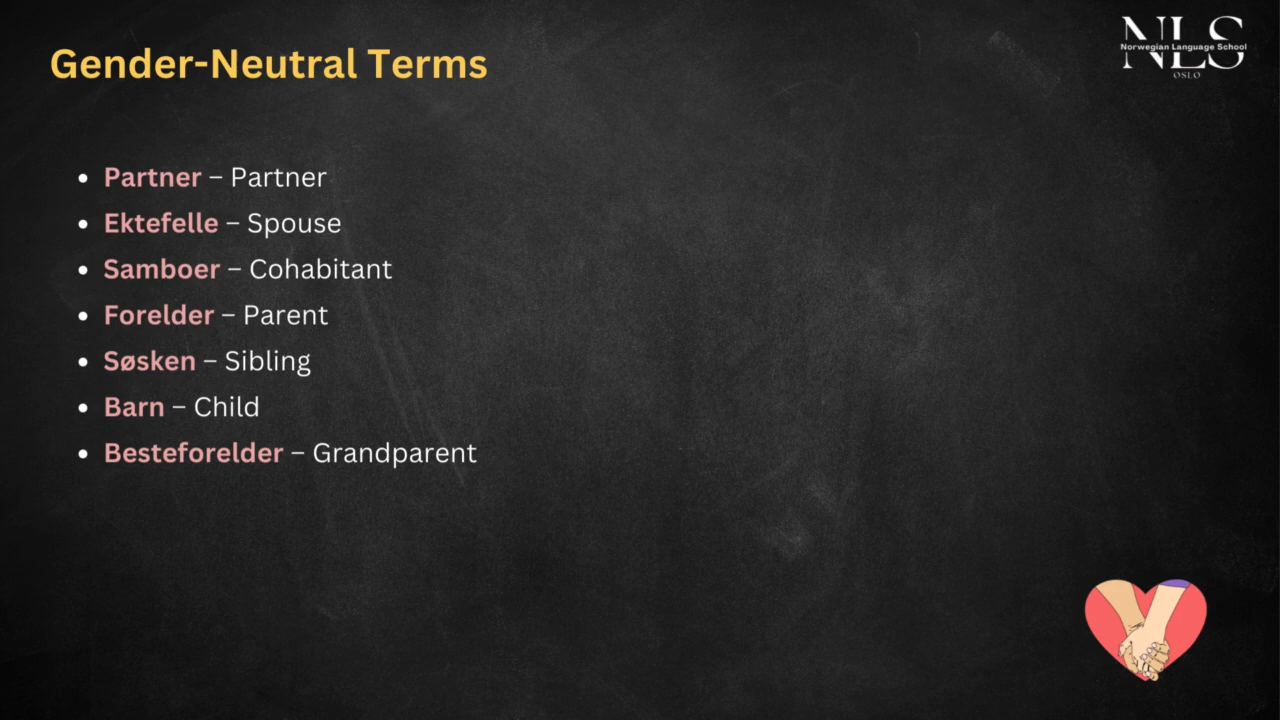 Gender-Neutral Terms
NLS
Norwegian Language School
OSLO
• Partner – Partner
• Ektefelle – Spouse
• Samboer – Cohabitant
• Forelder – Parent
• Søsken – Sibling
• Barn – Child
• Besteforelder – Grandparent